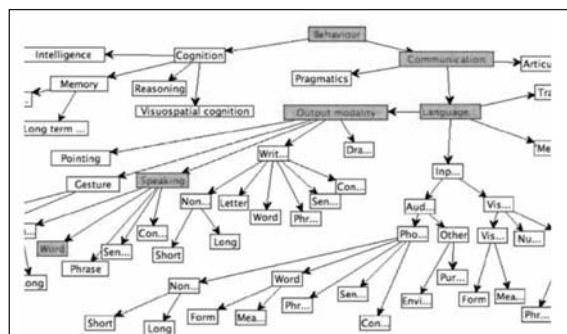 Behaviour
Intelligence
Cognition
Communication
Articu
Memory
Reasoning
Pragmatics
Visuospatial cognition
Tra
Long term ...
Output modality
Language...
Pointing
Writ...
Dra...
'Me
Gesture
Speaking
Inp...
Non...
Letter
Word
Phr...
Sen...
Con...
Aud...
Vis...
Word
Sen...
Con...
Short
Long
Pho...
Other
Vis...
Nu...
ong
Phrase
Non...
Word
Phr...
Sen...
Con...
Envi...
Pur...
Form
Mea...
Phr...
Short
Long
Form
Mea...